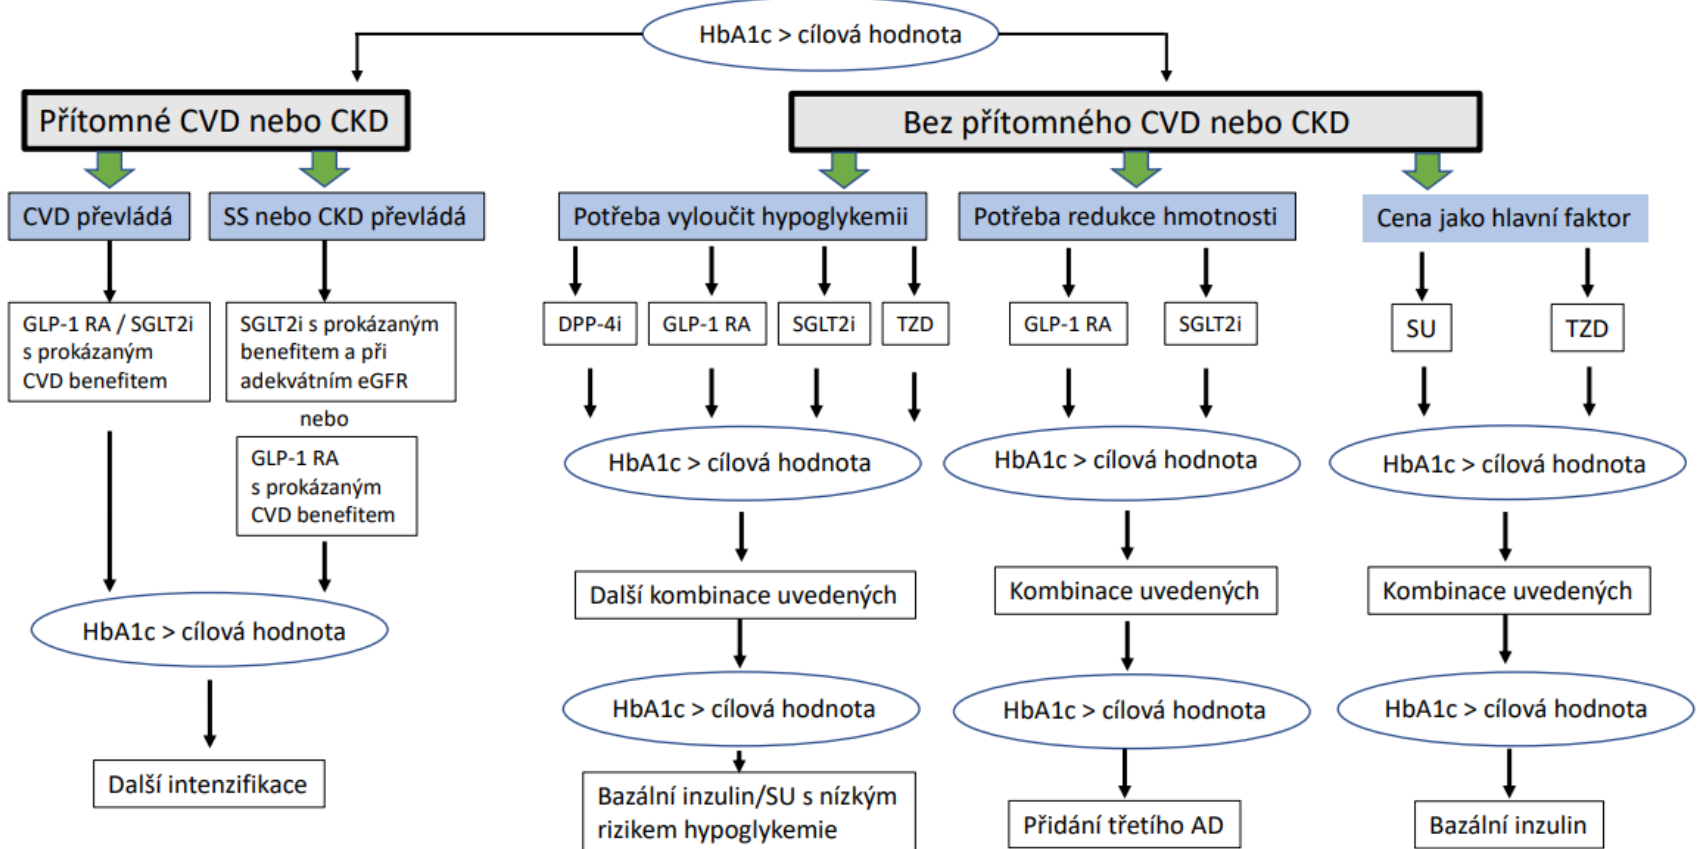 HbA1c > cílová hodnota
Přítomné CVD nebo CKD
Bez přítomného CVD nebo CKD
CVD převládá
SS nebo CKD převládá
Potřeba vyloučit hypoglykemii
Potřeba redukce hmotnosti
Cena jako hlavní faktor
GLP-1 RA / SGLT2i
s prokázaným
CVD benefitem
SGLT2i s prokázaným
benefitem a při
adekvátním eGFR
nebo
GLP-1 RA
s prokázaným
CVD benefitem
DPP-4i
GLP-1 RA
SGLT2i
TZD
GLP-1 RA
SGLT2i
SU
TZD
HbA1c > cílová hodnota
HbA1c > cílová hodnota
HbA1c > cílová hodnota
HbA1c > cílová hodnota
Další kombinace uvedených
Kombinace uvedených
Kombinace uvedených
HbA1c > cílová hodnota
HbA1c > cílová hodnota
HbA1c > cílová hodnota
Další intenzifikace
Bazální inzulin/SU s nízkým
rizikem hypoglykemie
Přidání třetího AD
Bazální inzulin